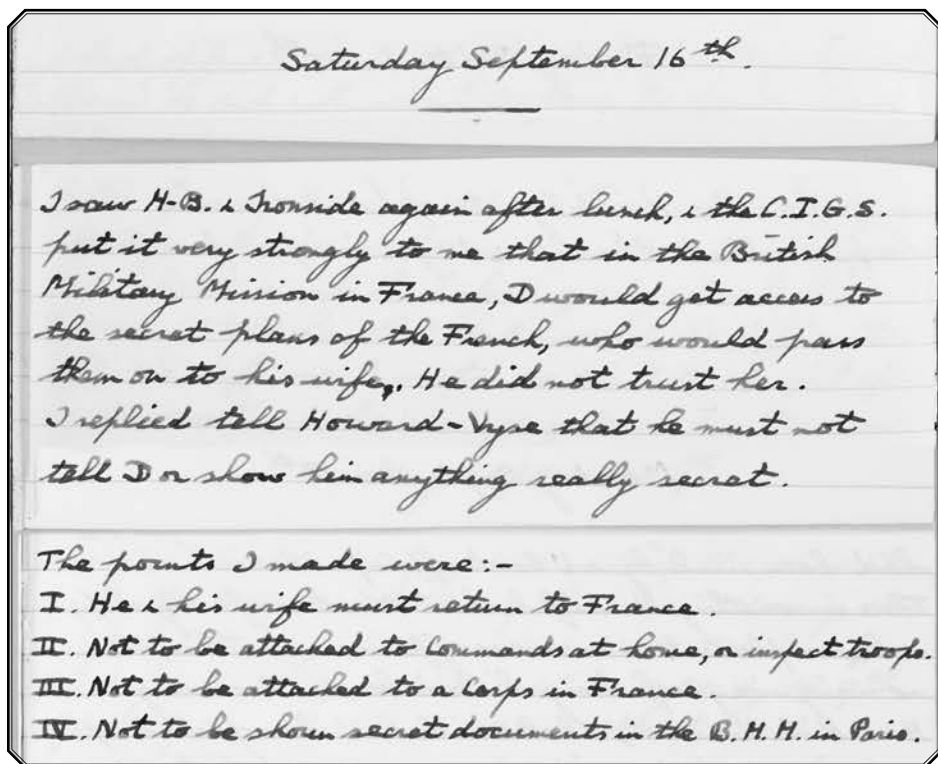 Saturday September 16th.
I saw H-B. & Ironside again after lunch, & the C.I.G.S.
put it very strongly to me that in the British
Military Mission in France, D would get access to
the secret plans of the French, who would pass
them on to his wife,. He did not trust her.
I replied tell Howard-Vyse that he must not
tell D or show him anything really secret.
The points I made were:-
I. He & his wife must return to France.
II. Not to be attached to Commands at home, or inspect troops.
III. Not to be attached to a Corps in France.
IV. Not to be shown secret documents in the B.M.M. in Paris.